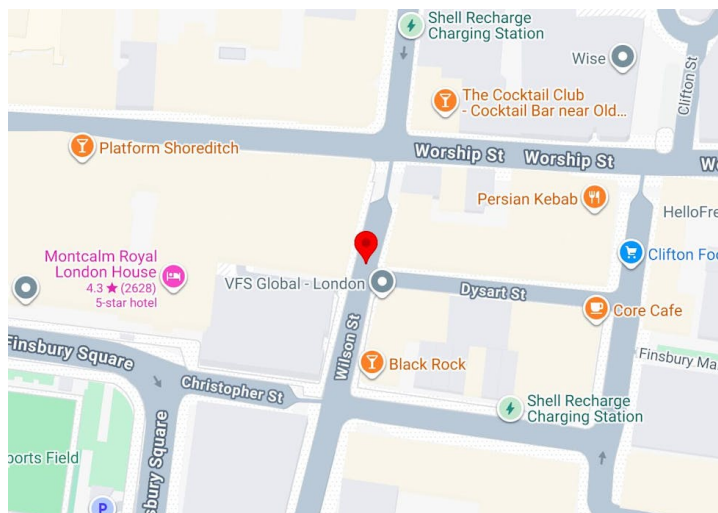 Shell Recharge
Charging Station
Wise
Clifton St
The Cocktail Club
- Cocktail Bar near Old...
Platform Shoreditch
Worship St
Worship St
Persian Kebab
HelloFre
Montcalm Royal
London House
4.3 ★ (2628)
5-star hotel
VFS Global - London
Clifton Foo
Dysart St
Core Cafe
Finsbury Square
Wilson St
Black Rock
Finsbury Ma
Christopher St
Shell Recharge
Charging Station
sbury Square
ports Field
P